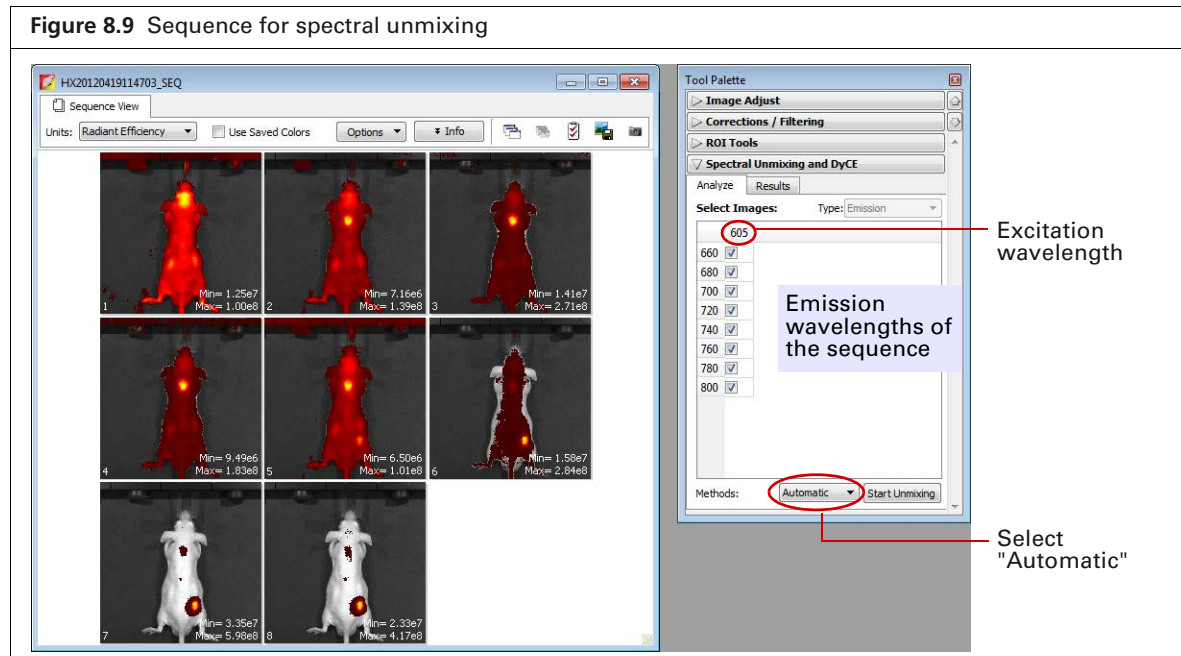 Figure 8.9 Sequence for spectral unmixing
HX20120419114703_SEQ
Sequence View
Units: Radiant Efficiency Use Saved Colors Options Info
1 Min= 1.25e7
Max= 1.00e8
2 Min= 7.16e6
Max= 1.39e8
3 Min= 1.41e7
Max= 2.71e8
4 Min= 9.49e6
Max= 1.83e8
5 Min= 6.50e6
Max= 1.01e8
6 Min= 1.58e7
Max= 2.84e8
7 Min= 3.35e7
Max= 5.98e8
8 Min= 2.33e7
Max= 4.17e8
Tool Palette
Image Adjust
Corrections / Filtering
ROI Tools
Spectral Unmixing and DyCE
Analyze Results
Select Images: Type: Emission
605
660
680
700
720
740
760
780
800
Emission
wavelengths of
the sequence
Methods: Automatic Start Unmixing
Excitation
wavelength
Select
"Automatic"